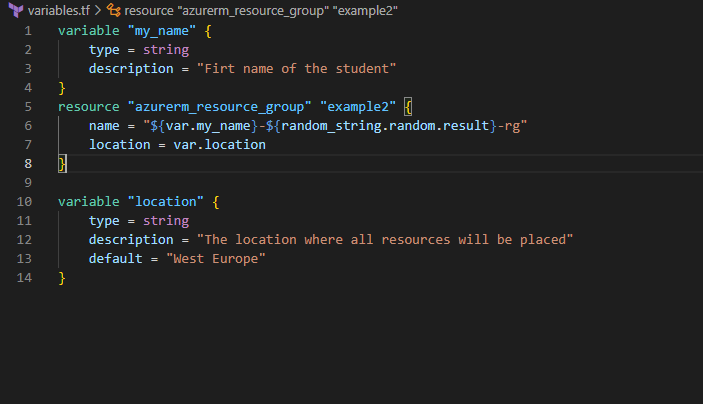 variables.tf > resource "azurerm_resource_group" "example2"
1 variable "my_name" {
2     type = string
3     description = "Firt name of the student"
4 }
5 resource "azurerm_resource_group" "example2" {
6     name = "${var.my_name}-${random_string.random.result}-rg"
7     location = var.location
8 }
9
10 variable "location" {
11     type = string
12     description = "The location where all resources will be placed"
13     default = "West Europe"
14 }